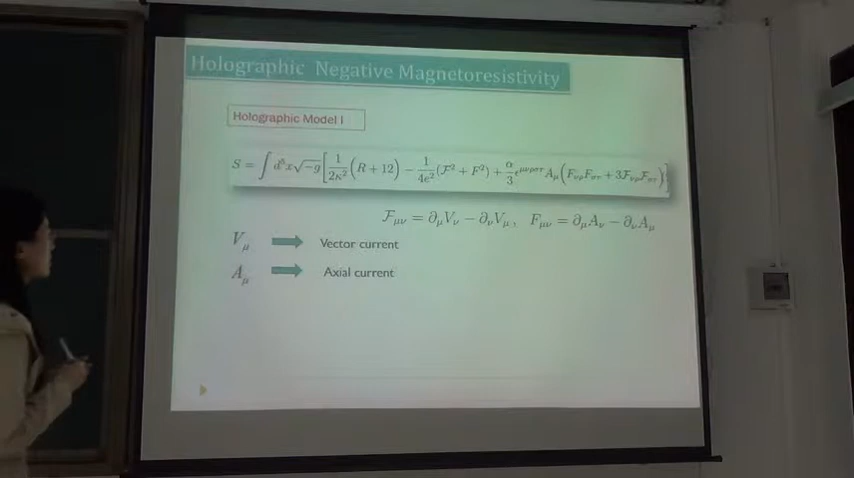 Holographic Negative Magnetoresistivity
Holographic Model I
S = ∫ d⁵x √−g [ 1/2κ² (R + 12) − 1/4e² (ℱ² + F²) + α/3 ϵ^{μνρστ} A_μ ( F_{νρ}F_{στ} + 3ℱ_{νρ}ℱ_{στ} ) ]
ℱ_{μν} = ∂_μV_ν − ∂_νV_μ , F_{μν} = ∂_μA_ν − ∂_νA_μ
V_μ Vector current
A_μ Axial current